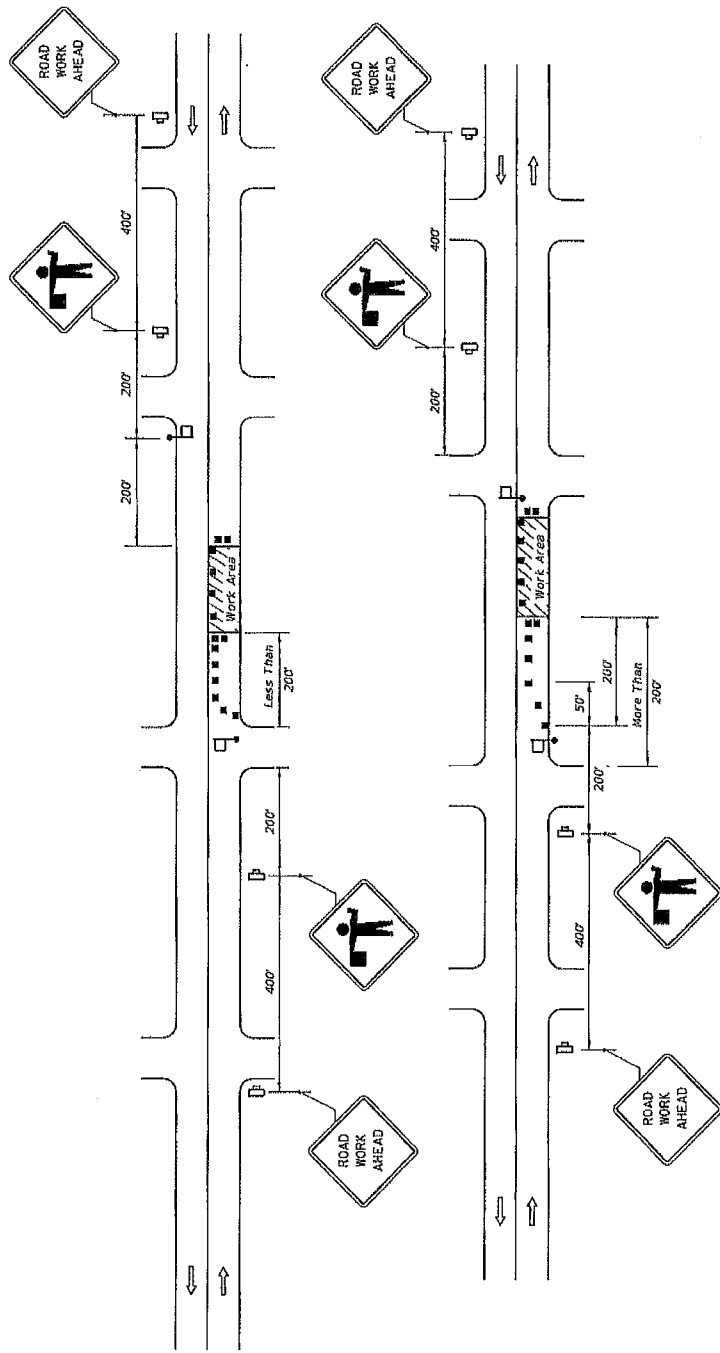 ROAD
WORK
AHEAD
400'
200'
200'
Work Area
Less Than
200'
200'
400'
ROAD
WORK
AHEAD
ROAD
WORK
AHEAD
400'
200'
Work Area
200'
More Than
200'
50'
200'
400'
ROAD
WORK
AHEAD